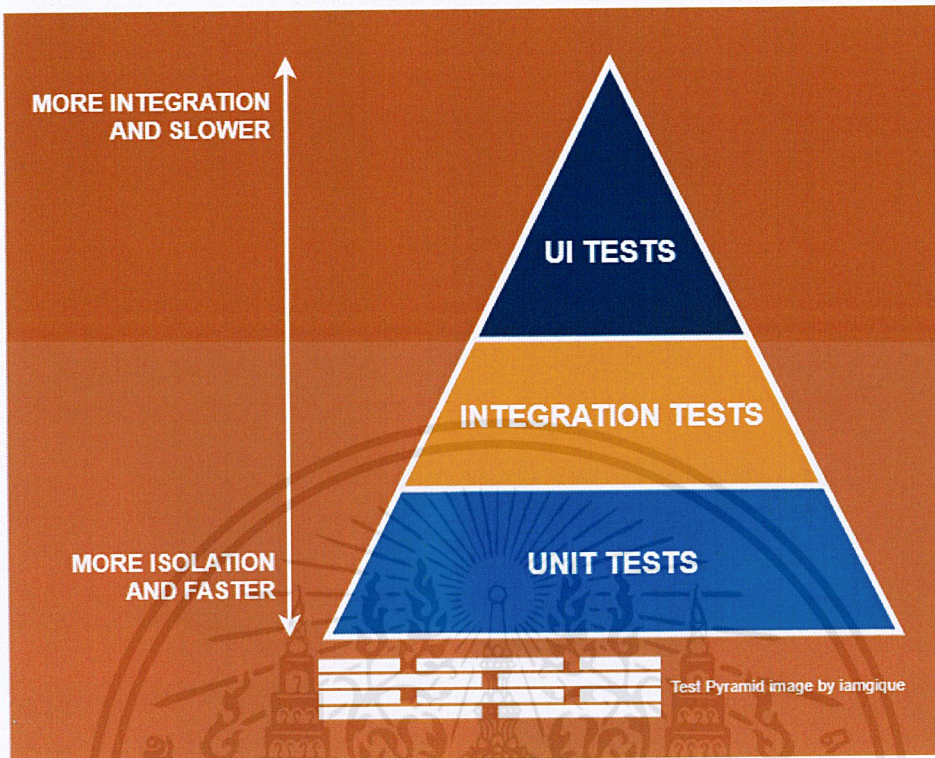 MORE INTEGRATION
AND SLOWER
UI TESTS
INTEGRATION TESTS
MORE ISOLATION
AND FASTER
UNIT TESTS
Test Pyramid image by iamgique